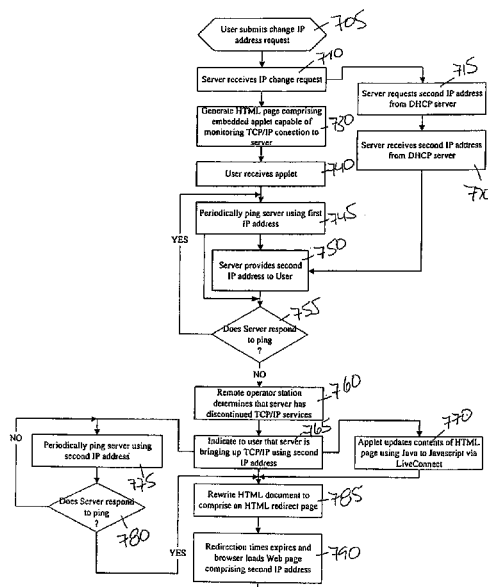 User submits change IP
address request
705
710
Server receives IP change request
715
Server requests second IP address
from DHCP server
Generate HTML page comprising
embedded applet capable of
monitoring TCP/IP conection to
server
730
Server receives second IP address
from DHCP server
User receives applet
740
Periodically ping server using first
IP address
745
YES
750
Server provides second
IP address to User
755
Does Server respond
to ping
?
NO
Remote operator station
determines that server has
discontinued TCP/IP services
760
765
770
NO
Periodically ping server using
second IP address
775
Indicate to user that server is
bringing up TCP/IP using second
IP address
Applet updates contents of HTML
page using Java to Javascript via
LiveConnect
Does Server respond
to ping
?
780
YES
Rewrite HTML document to
comprise an HTML redirect page
785
Redirection times expires and
browser loads Web page
comprising second IP address
790